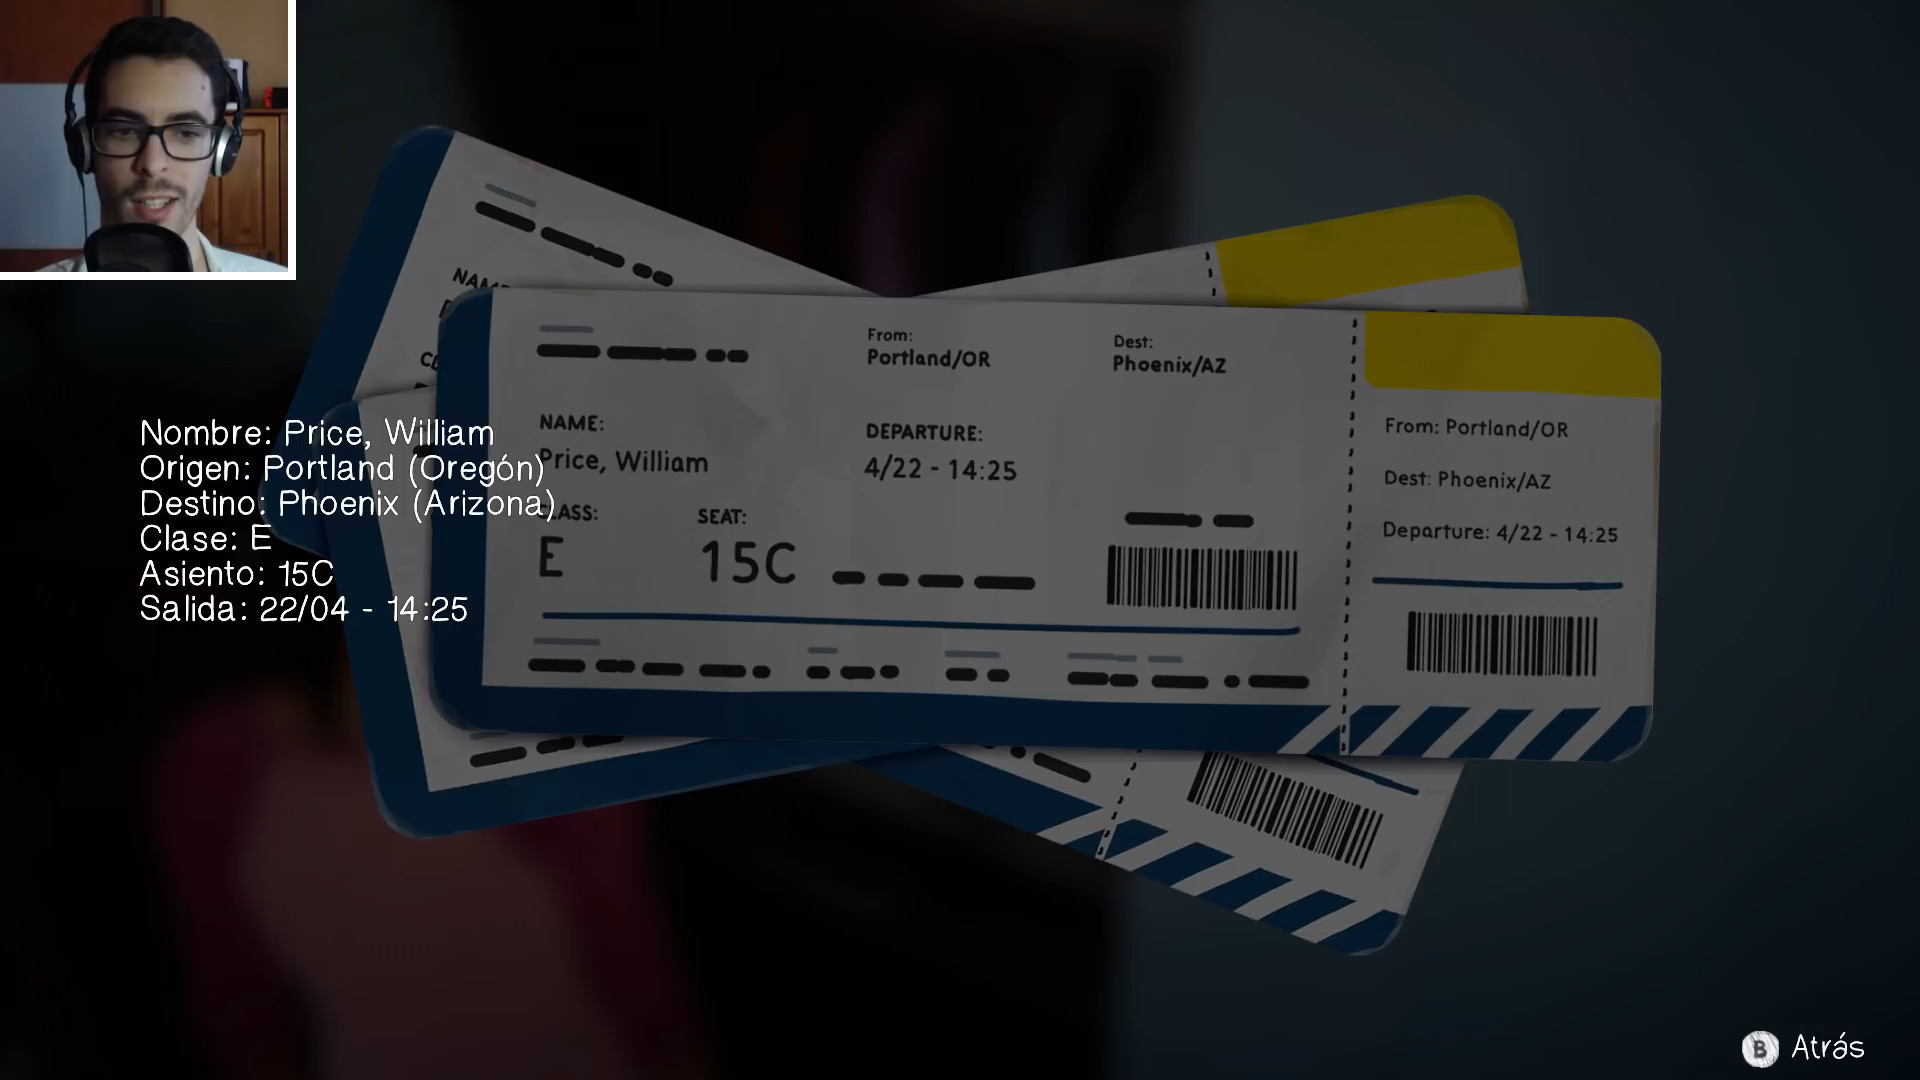 NAME:
From:
Portland/OR
Dest:
Phoenix/AZ
NAME:
Price, William
DEPARTURE:
4/22 - 14:25
CLASS:
SEAT:
E
15C
From: Portland/OR
Dest: Phoenix/AZ
Departure: 4/22 - 14:25
Nombre: Price, William
Origen: Portland (Oregón)
Destino: Phoenix (Arizona)
Clase: E
Asiento: 15C
Salida: 22/04 - 14:25
B Atrás